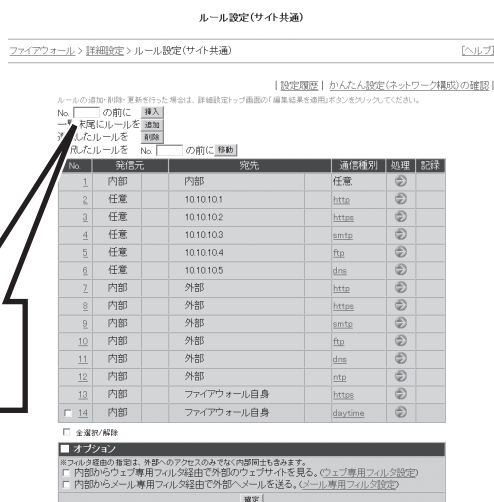 ルール設定(サイト共通)
ファイアウォール > 詳細設定 > ルール設定(サイト共通) [ヘルプ]
| 設定履歴 | かんたん設定(ネットワーク構成)の確認 |
ルールの追加・削除・更新を行った場合は、詳細設定トップ画面の「編集結果を適用」ボタンをクリックしてください。
No. の前に 挿入
末尾にルールを 追加
したルールを 削除
したルールを No. の前に 移動
No. 発信元 宛先 通信種別 処理 記録
1 内部 内部 任意
2 任意 10.10.10.1 http
3 任意 10.10.10.2 https
4 任意 10.10.10.3 smtp
5 任意 10.10.10.4 ftp
6 任意 10.10.10.5 dns
7 内部 外部 http
8 内部 外部 https
9 内部 外部 smtp
10 内部 外部 ftp
11 内部 外部 dns
12 内部 外部 ntp
13 内部 ファイアウォール自身 https
14 内部 ファイアウォール自身 daytime
全選択/解除
オプション
※フィルタ経由の指定は、外部へのアクセスのみでなく内部同士も含みます。
内部からウェブ専用フィルタ経由で外部のウェブサイトを見る。(ウェブ専用フィルタ設定)
内部からメール専用フィルタ経由で外部へメールを送る。(メール専用フィルタ設定)
確定